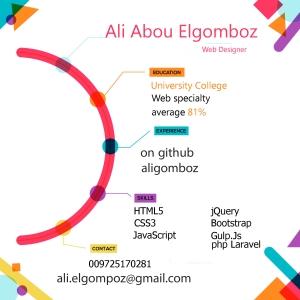 Ali Abou Elgomboz
Web Designer
EDUCATION
University College
Web specialty
average 81%
EXPERIENCE
on github
aligomboz
SKILLS
HTML5 jQuery
CSS3 Bootstrap
JavaScript Gulp.Js
php Laravel
CONTACT
009725170281
ali.elgompoz@gmail.com